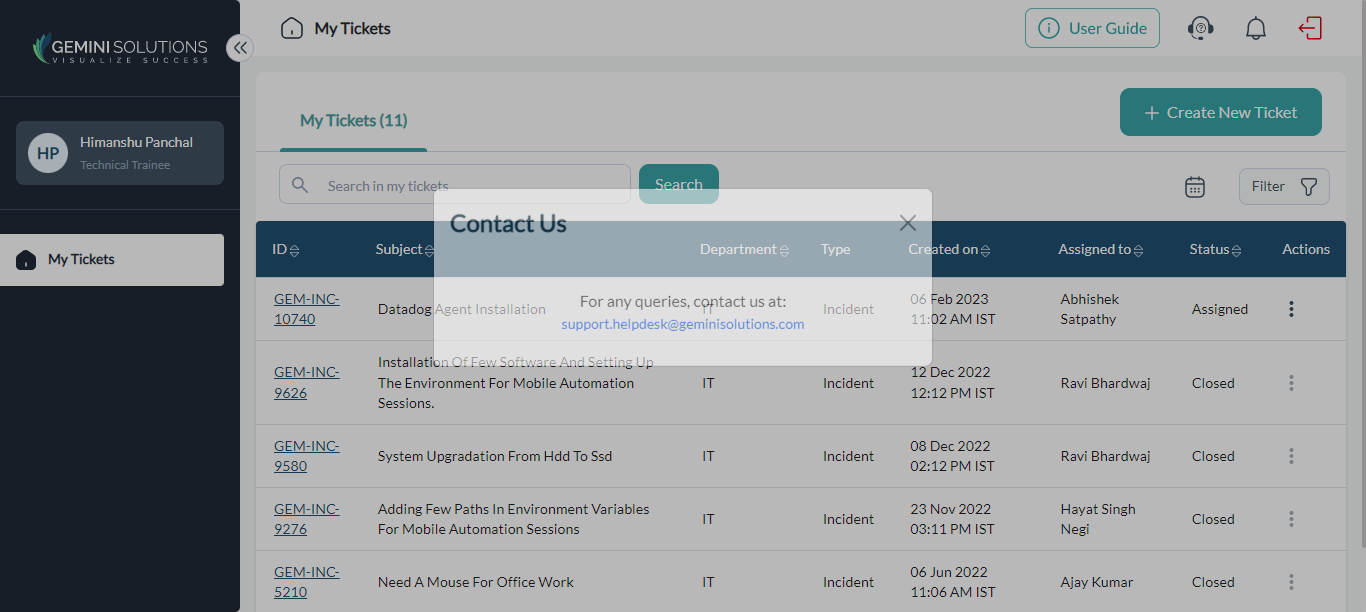 GEMINI SOLUTIONS
VISUALIZE SUCCESS
My Tickets
User Guide
HP
Himanshu Panchal
Technical Trainee
My Tickets
My Tickets (11)
+ Create New Ticket
Search in my tickets
Search
Filter
Contact Us
For any queries, contact us at:
support.helpdesk@geminisolutions.com
ID Subject Department Type Created on Assigned to Status Actions
GEM-INC-
10740
Datadog Agent Installation
IT
Incident
06 Feb 2023
11:02 AM IST
Abhishek
Satpathy
Assigned
GEM-INC-
9626
Installation Of Few Software And Setting Up
The Environment For Mobile Automation
Sessions.
IT
Incident
12 Dec 2022
12:12 PM IST
Ravi Bhardwaj
Closed
GEM-INC-
9580
System Upgradation From Hdd To Ssd
IT
Incident
08 Dec 2022
02:12 PM IST
Ravi Bhardwaj
Closed
GEM-INC-
9276
Adding Few Paths In Environment Variables
For Mobile Automation Sessions
IT
Incident
23 Nov 2022
03:11 PM IST
Hayat Singh
Negi
Closed
GEM-INC-
5210
Need A Mouse For Office Work
IT
Incident
06 Jun 2022
11:06 AM IST
Ajay Kumar
Closed